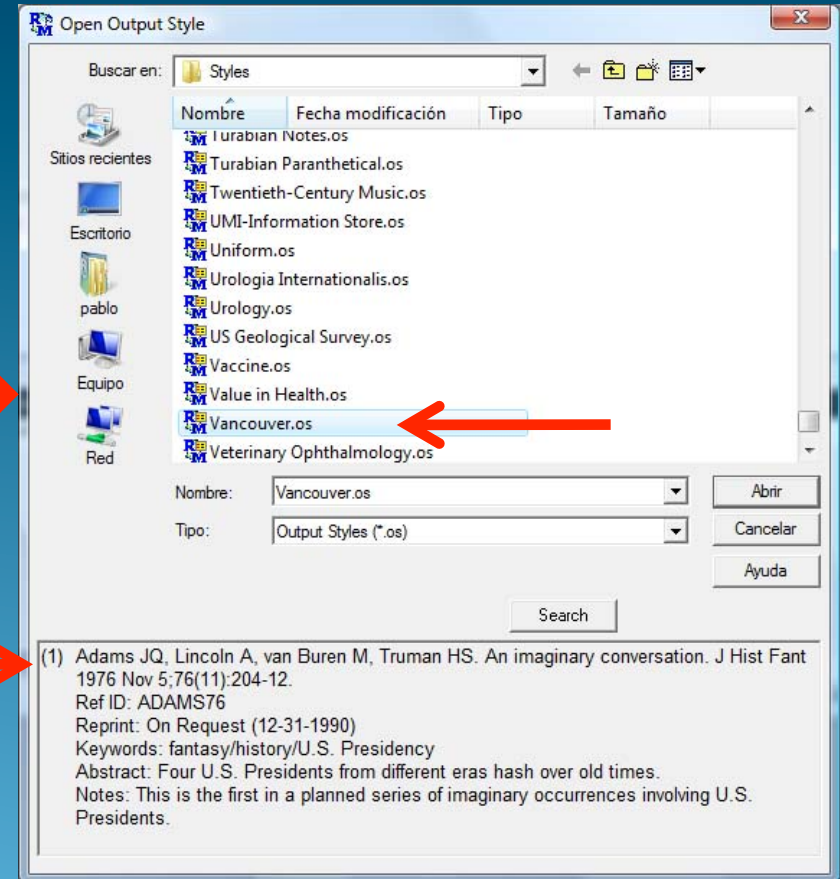 Open Output Style
Buscar en:
Styles
Nombre Fecha modificación Tipo Tamaño
Turabian Notes.os
Turabian Paranthetical.os
Twentieth-Century Music.os
UMI-Information Store.os
Uniform.os
Urologia Internationalis.os
Urology.os
US Geological Survey.os
Vaccine.os
Value in Health.os
Vancouver.os
Veterinary Ophthalmology.os
Sitios recientes
Escritorio
pablo
Equipo
Red
Nombre: Vancouver.os Abrir
Tipo: Output Styles (*.os) Cancelar
Ayuda
Search
(1) Adams JQ, Lincoln A, van Buren M, Truman HS. An imaginary conversation. J Hist Fant
1976 Nov 5;76(11):204-12.
Ref ID: ADAMS76
Reprint: On Request (12-31-1990)
Keywords: fantasy/history/U.S. Presidency
Abstract: Four U.S. Presidents from different eras hash over old times.
Notes: This is the first in a planned series of imaginary occurrences involving U.S.
Presidents.